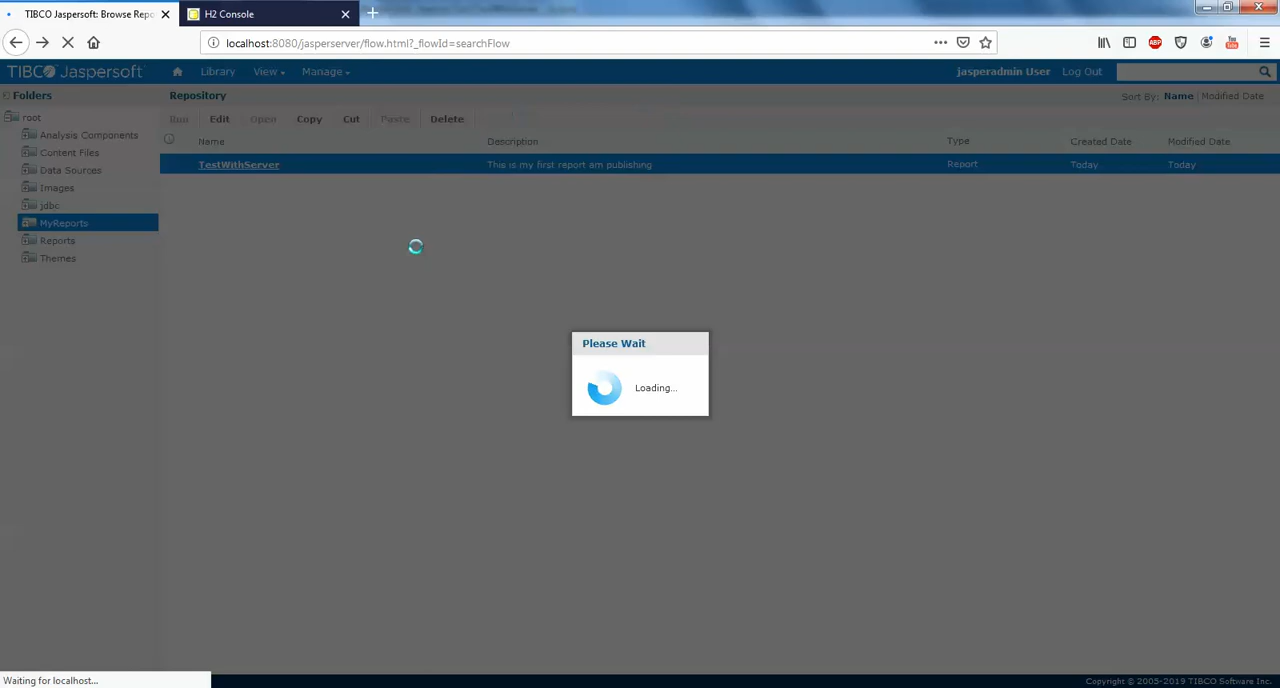 TIBCO Jaspersoft: Browse Repo
H2 Console
localhost:8080/jasperserver/flow.html?_flowId=searchFlow
ABP
You
TIBCO Jaspersoft
Library
View
Manage
jasperadmin User
Log Out
Folders
Repository
Sort By: Name | Modified Date
root
Analysis Components
Content Files
Data Sources
Images
jdbc
MyReports
Reports
Themes
Run Edit Open Copy Cut Paste Delete
Name Description Type Created Date Modified Date
TestWithServer This is my first report am publishing Report Today Today
Please Wait
Loading...
Waiting for localhost...
Copyright © 2005-2019 TIBCO Software Inc.